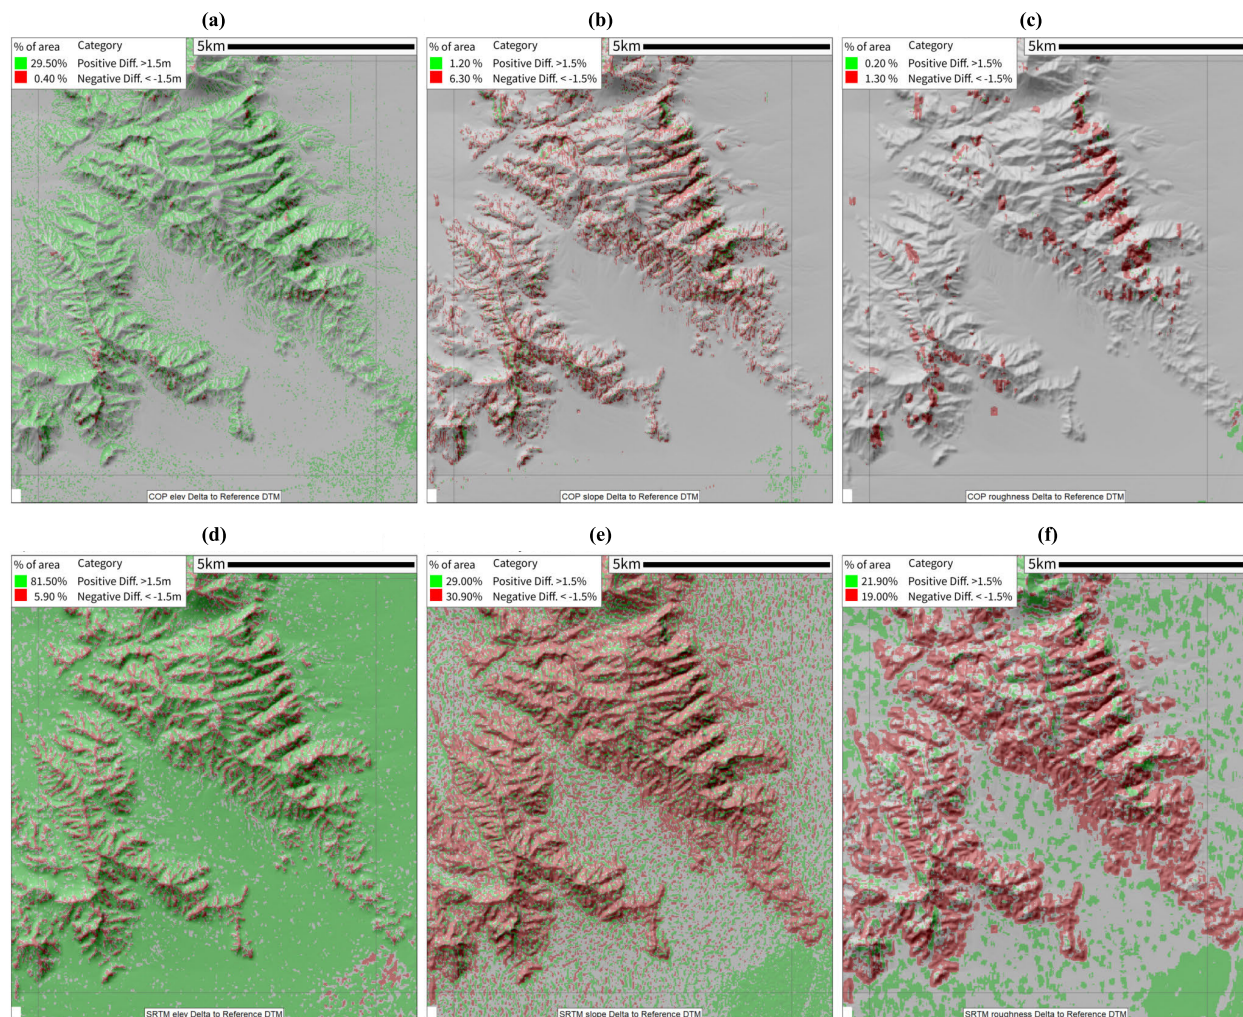 (a)
% of area Category 5km
29.50% Positive Diff. >1.5m
0.40 % Negative Diff. < -1.5m
COP elev Delta to Reference DTM
(b)
% of area Category 5km
1.20 % Positive Diff. >1.5%
6.30 % Negative Diff. < -1.5%
COP slope Delta to Reference DTM
(c)
% of area Category 5km
0.20 % Positive Diff. >1.5%
1.30 % Negative Diff. < -1.5%
COP roughness Delta to Reference DTM
(d)
% of area Category 5km
81.50% Positive Diff. >1.5m
5.90 % Negative Diff. < -1.5m
SRTM elev Delta to Reference DTM
(e)
% of area Category 5km
29.00% Positive Diff. >1.5%
30.90% Negative Diff. < -1.5%
SRTM slope Delta to Reference DTM
(f)
% of area Category 5km
21.90% Positive Diff. >1.5%
19.00% Negative Diff. < -1.5%
SRTM roughness Delta to Reference DTM